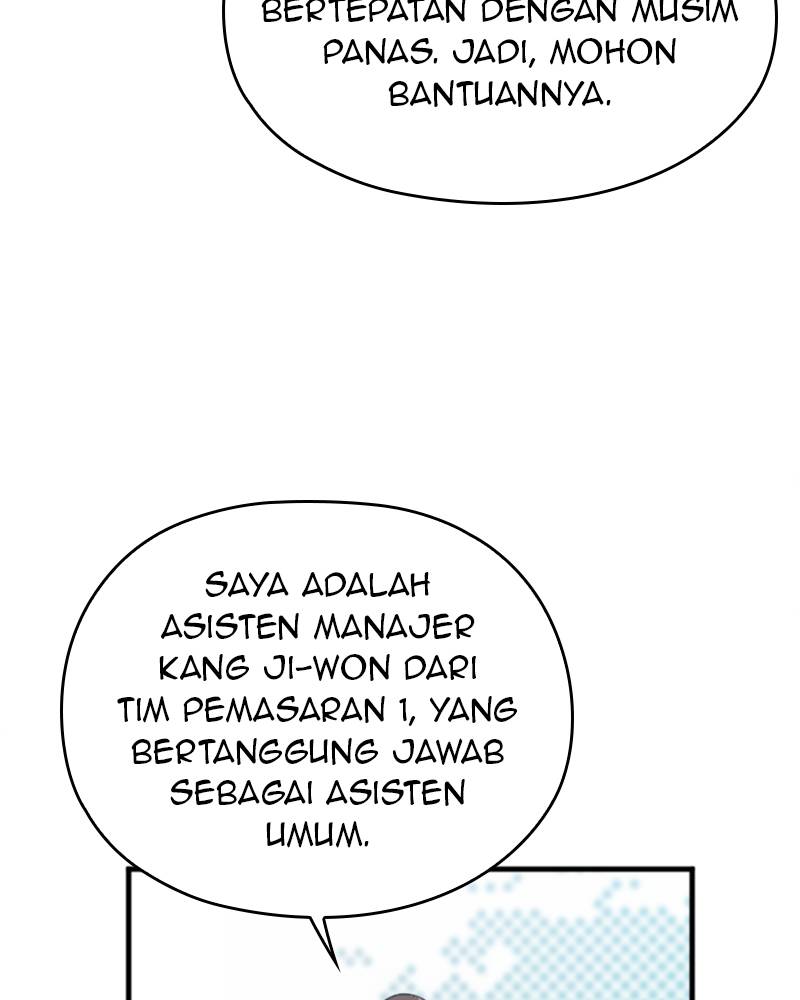 BERTEPATAN DENGAN MUSIM
PANAS. JADI, MOHON
BANTUANNYA.
SAYA ADALAH
ASISTEN MANAJER
KANG JI-WON DARI
TIM PEMASARAN 1, YANG
BERTANGGUNG JAWAB
SEBAGAI ASISTEN
UMUM.